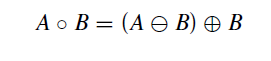 A ∘ B = (A ⊖ B) ⊕ B